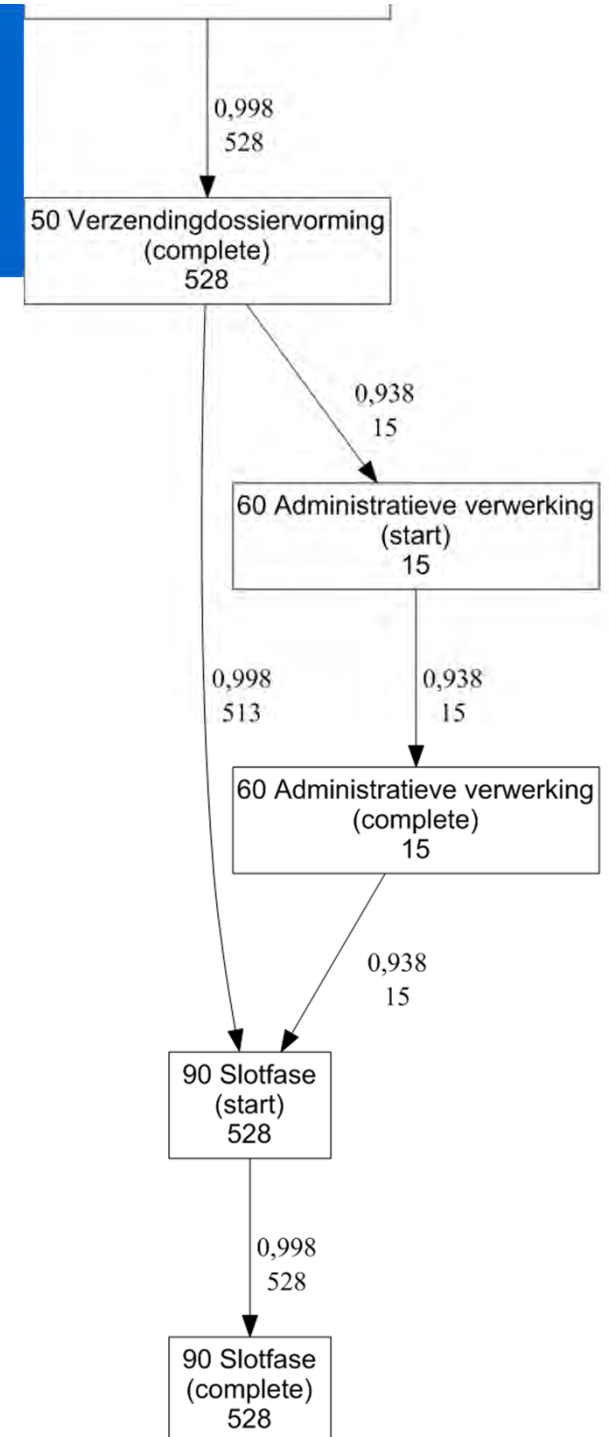 0,998
528
50 Verzendingdossiervorming
(complete)
528
0,938
15
60 Administratieve verwerking
(start)
15
0,998
513
0,938
15
60 Administratieve verwerking
(complete)
15
0,938
15
90 Slotfase
(start)
528
0,998
528
90 Slotfase
(complete)
528